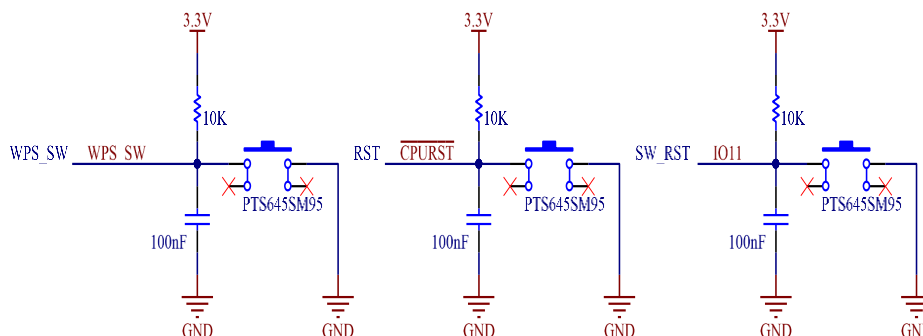 3.3V 3.3V 3.3V
10K 10K 10K
WPS_SW WPS_SW RST CPURST SW_RST IO11
PTS645SM95 PTS645SM95 PTS645SM95
100nF 100nF 100nF
GND GND GND GND GND GND